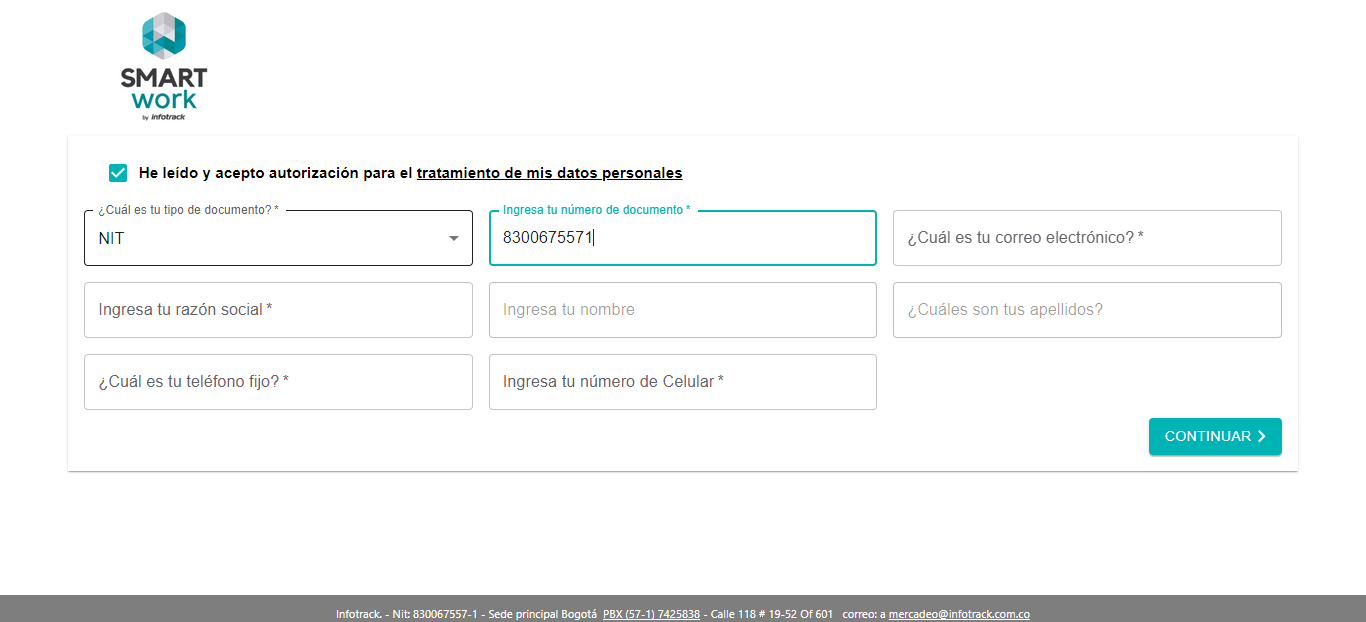 SMART
work
by infotrack
He leído y acepto autorización para el tratamiento de mis datos personales
¿Cuál es tu tipo de documento? *
NIT
Ingresa tu número de documento *
8300675571
¿Cuál es tu correo electrónico? *
Ingresa tu razón social *
Ingresa tu nombre
¿Cuáles son tus apellidos?
¿Cuál es tu teléfono fijo? *
Ingresa tu número de Celular *
CONTINUAR
Infotrack. - Nit: 830067557-1 - Sede principal Bogotá PBX (57-1) 7425838 - Calle 118 # 19-52 Of 601 correo: a mercadeo@infotrack.com.co